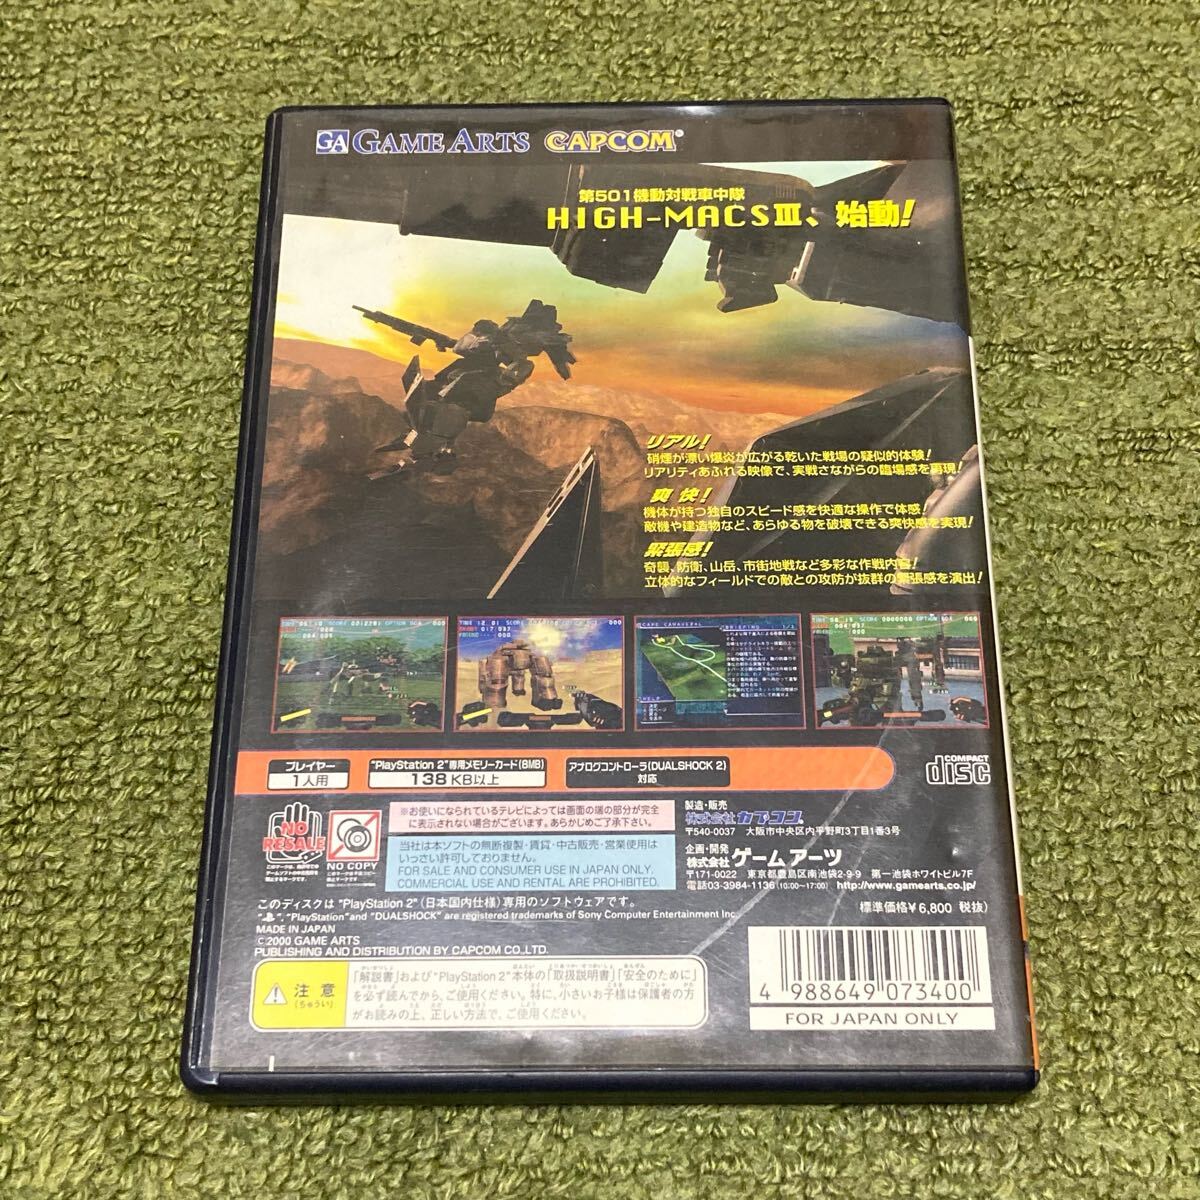 GA GAME ARTS CAPCOM®
第501機動対戦車中隊
HIGH-MACSⅢ、始動!
リアル!
硝煙が漂い爆炎が広がる乾いた戦場の疑似的体験!
リアリティあふれる映像で、実戦さながらの臨場感を再現!
爽快!
機体が持つ独自のスピード感を快適な操作で体感!
敵機や建造物など、あらゆる物を破壊できる爽快感を実現!
緊張感!
奇襲、防衛、山岳、市街地戦など多彩な作戦内容!
立体的なフィールドでの敵との攻防が抜群の緊張感を演出!
CAPE CANAVERAL
BRIEFING 1/1
プレイヤー
1人用
"PlayStation 2"専用メモリーカード(8MB)
138 KB以上
アナログコントローラ(DUALSHOCK 2)
対応
COMPACT
disc
NO
RESALE
NO COPY
※お使いになられているテレビによっては画面の端の部分が完全
に表示されない場合がございます。あらかじめご了承下さい。
当社は本ソフトの無断複製・賃貸・中古販売・営業使用は
いっさい許可しておりません。
FOR SALE AND CONSUMER USE IN JAPAN ONLY.
COMMERCIAL USE AND RENTAL ARE PROHIBITED.
製造・販売
株式会社カプコン
〒540-0037 大阪市中央区内平野町3丁目1番3号
企画・開発
株式会社ゲームアーツ
〒171-0022 東京都豊島区南池袋2-9-9 第一池袋ホワイトビル7F
電話03-3984-1136(10:00〜17:00) http://www.gamearts.co.jp/
このディスクは "PlayStation 2"(日本国内仕様)専用のソフトウェアです。
", "PlayStation"and "DUALSHOCK" are registered trademarks of Sony Computer Entertainment Inc.
MADE IN JAPAN
©2000 GAME ARTS
PUBLISHING AND DISTRIBUTION BY CAPCOM CO.,LTD.
標準価格¥6,800 (税抜)
注意
(ちゅうい)
「解説書」および"PlayStation 2"本体の「取扱説明書」「安全のために」
を必ず読んでから、ご使用ください。特に、小さいお子様は保護者の方
がお読みの上、正しい方法で、ご使用ください。
4 988649 073400
FOR JAPAN ONLY